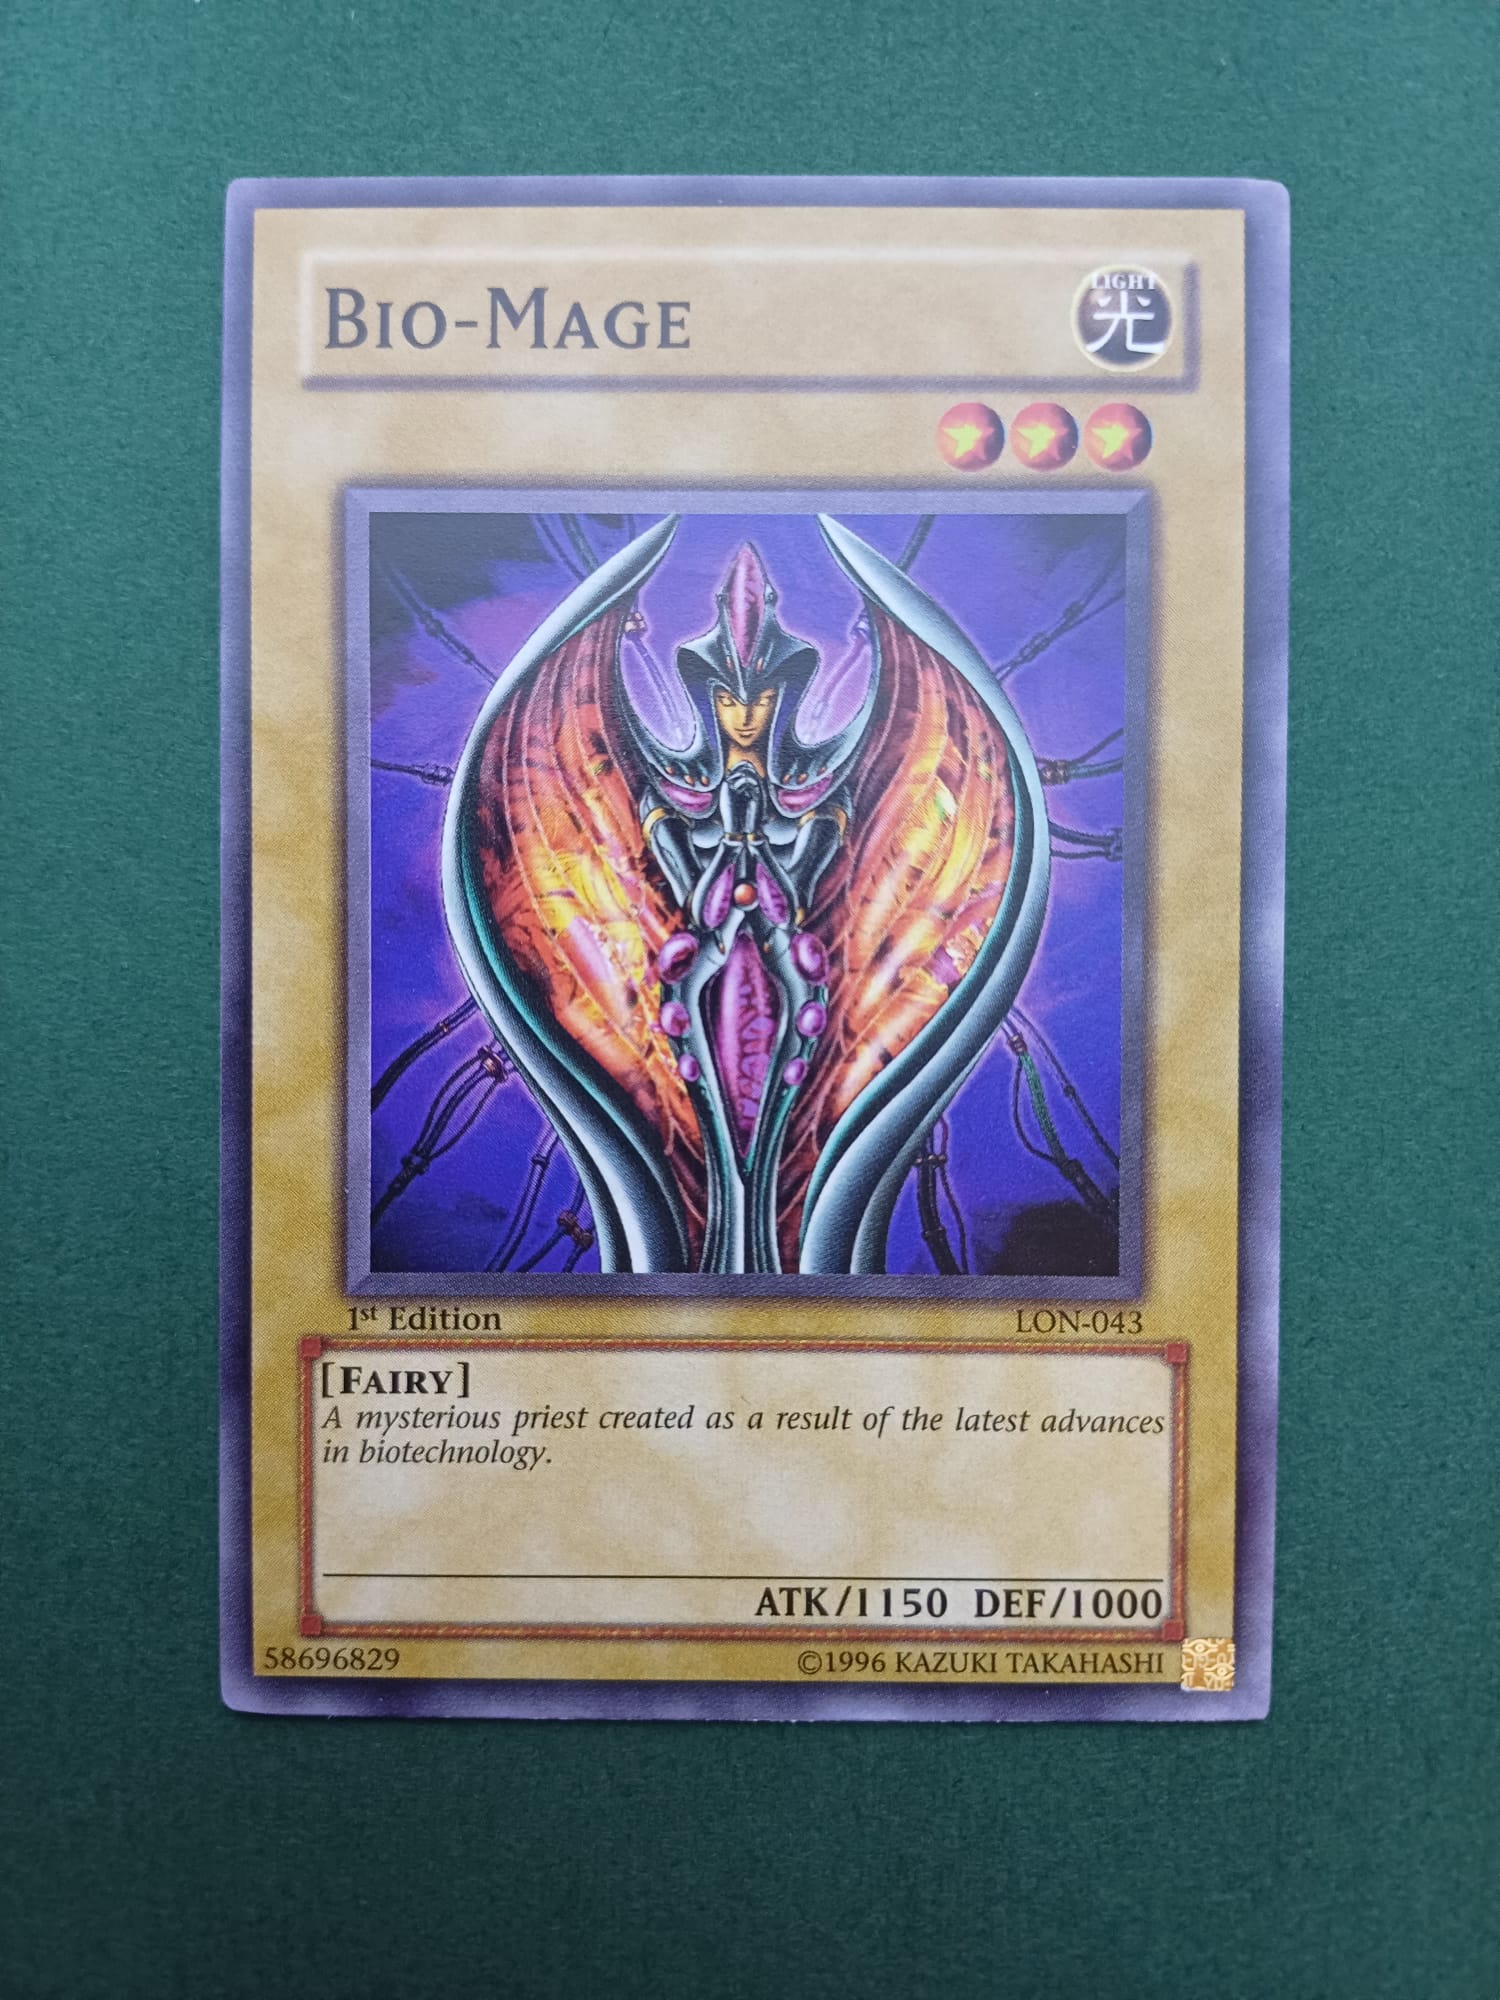 BIO-MAGE
LIGHT
光
1st Edition
LON-043
[FAIRY]
A mysterious priest created as a result of the latest advances
in biotechnology.
ATK/1150 DEF/1000
58696829
©1996 KAZUKI TAKAHASHI